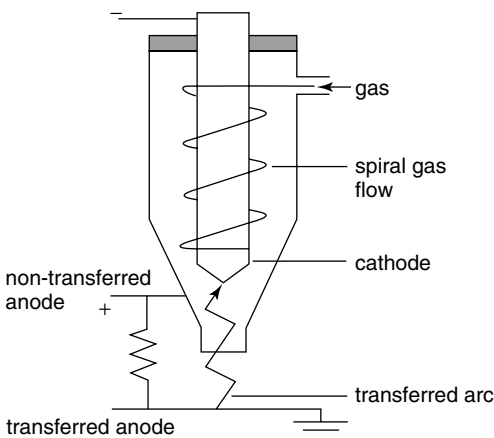 −
gas
spiral gas
flow
cathode
non-transferred
anode
+
transferred arc
transferred anode